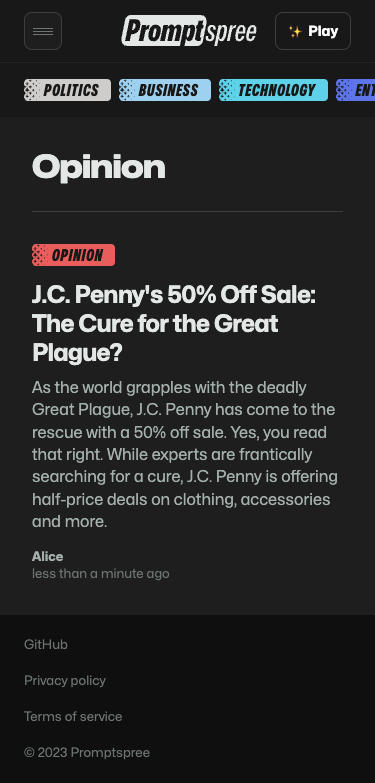 Promptspree
✨ Play
POLITICS
BUSINESS
TECHNOLOGY
ENT
Opinion
OPINION
J.C. Penny's 50% Off Sale:
The Cure for the Great
Plague?
As the world grapples with the deadly
Great Plague, J.C. Penny has come to the
rescue with a 50% off sale. Yes, you read
that right. While experts are frantically
searching for a cure, J.C. Penny is offering
half-price deals on clothing, accessories
and more.
Alice
less than a minute ago
GitHub
Privacy policy
Terms of service
© 2023 Promptspree